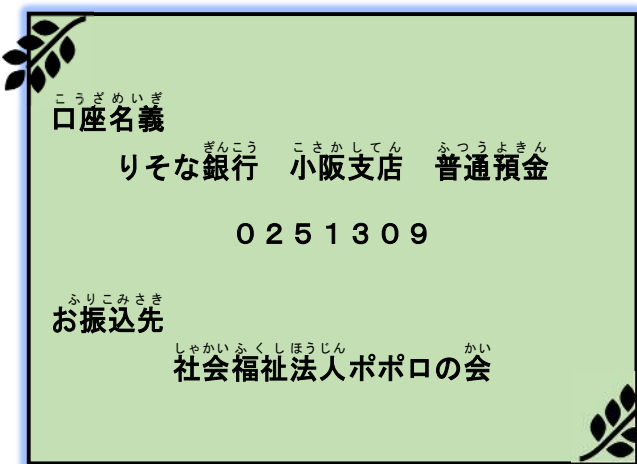 こうざめいぎ
口座名義
ぎんこう こさかしてん ふつうよきん
りそな銀行 小阪支店 普通預金
0251309
ふりこみさき
お振込先
しゃかいふくしほうじん かい
社会福祉法人ポポロの会